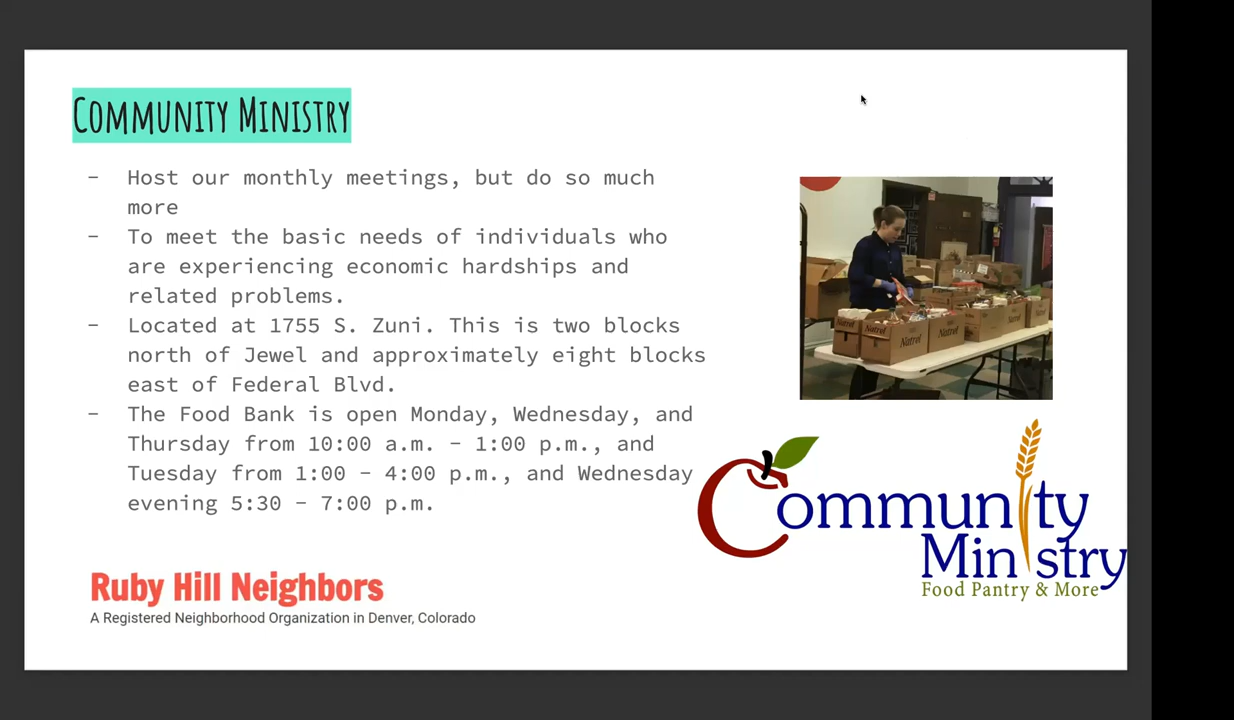 Community Ministry
- Host our monthly meetings, but do so much
more
- To meet the basic needs of individuals who
are experiencing economic hardships and
related problems.
- Located at 1755 S. Zuni. This is two blocks
north of Jewel and approximately eight blocks
east of Federal Blvd.
- The Food Bank is open Monday, Wednesday, and
Thursday from 10:00 a.m. - 1:00 p.m., and
Tuesday from 1:00 - 4:00 p.m., and Wednesday
evening 5:30 - 7:00 p.m.
Natrel
Natrel
Natrel
Natrel
Community
Ministry
Food Pantry & More
Ruby Hill Neighbors
A Registered Neighborhood Organization in Denver, Colorado